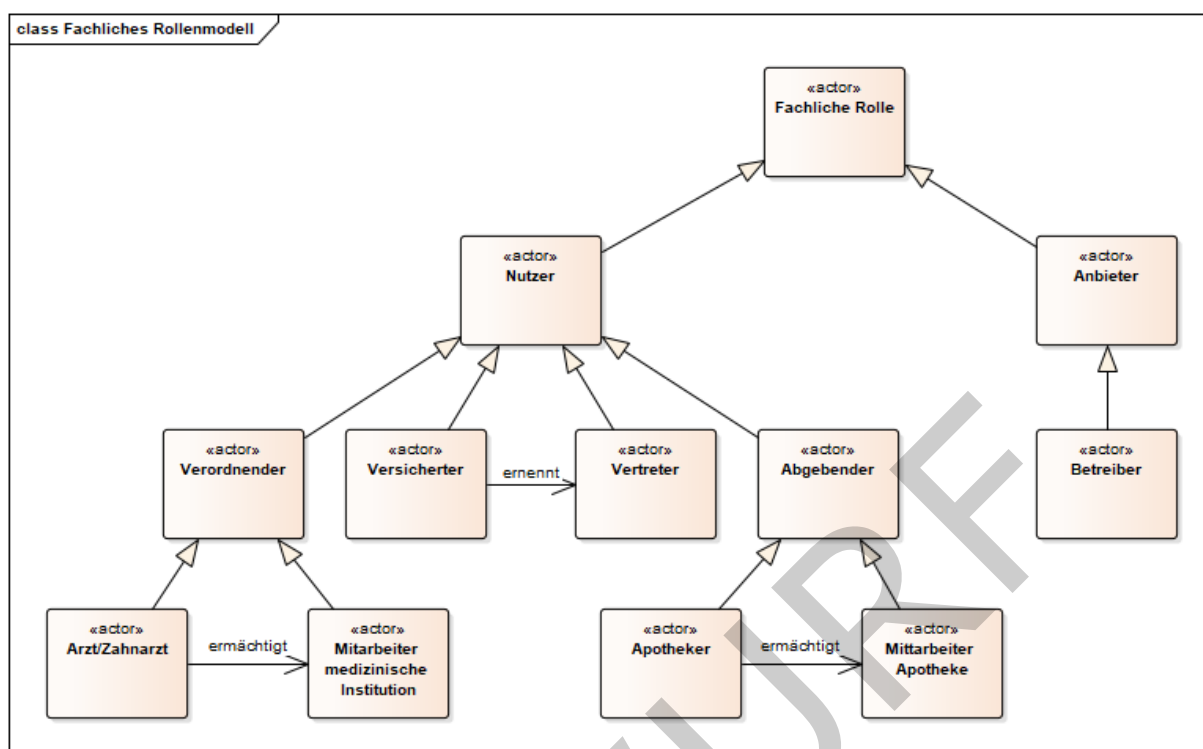 class Fachliches Rollenmodell
«actor»
Fachliche Rolle
«actor»
Nutzer
«actor»
Anbieter
«actor»
Verordnender
«actor»
Versicherter
ernennt
«actor»
Vertreter
«actor»
Abgebender
«actor»
Betreiber
«actor»
Arzt/Zahnarzt
ermächtigt
«actor»
Mitarbeiter
medizinische
Institution
«actor»
Apotheker
ermächtigt
«actor»
Mittarbeiter
Apotheke
URF